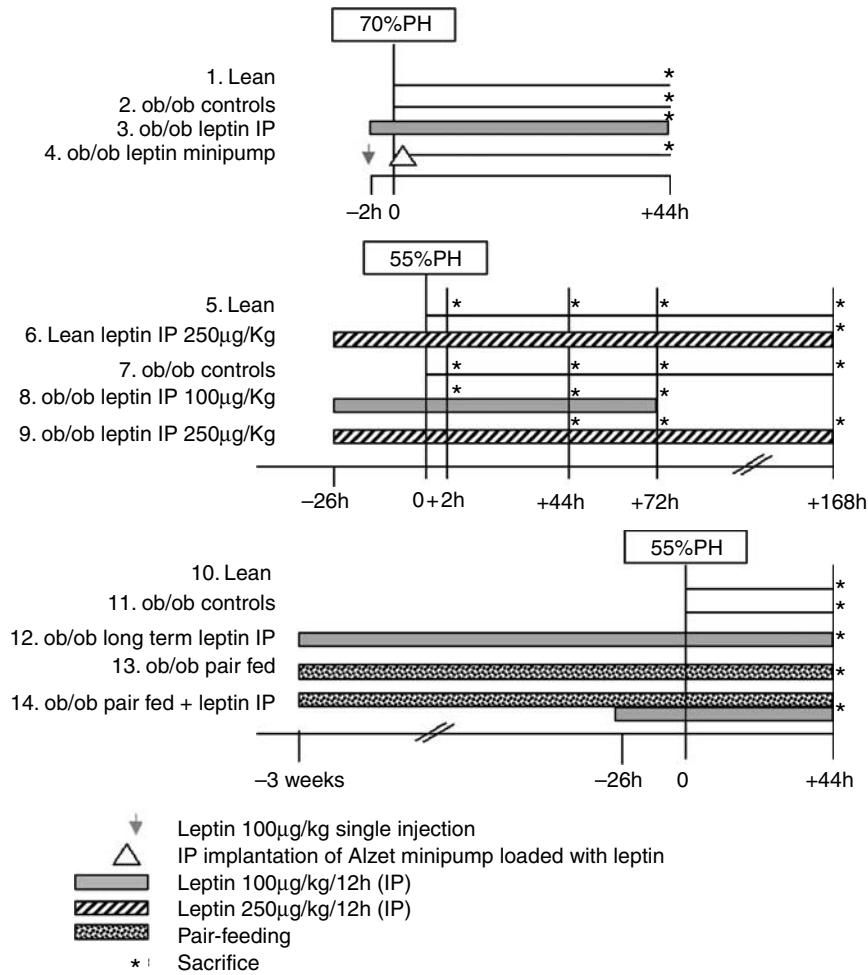 70%PH
1. Lean
2. ob/ob controls
3. ob/ob leptin IP
4. ob/ob leptin minipump
* * * *
−2h 0 +44h
55%PH
5. Lean * * * *
6. Lean leptin IP 250μg/Kg *
7. ob/ob controls * * * *
8. ob/ob leptin IP 100μg/Kg * * *
9. ob/ob leptin IP 250μg/Kg * * *
−26h 0 +2h +44h +72h +168h
55%PH
10. Lean *
11. ob/ob controls *
12. ob/ob long term leptin IP *
13. ob/ob pair fed *
14. ob/ob pair fed + leptin IP *
−3 weeks −26h 0 +44h
Leptin 100μg/kg single injection
IP implantation of Alzet minipump loaded with leptin
Leptin 100μg/kg/12h (IP)
Leptin 250μg/kg/12h (IP)
Pair-feeding
* Sacrifice